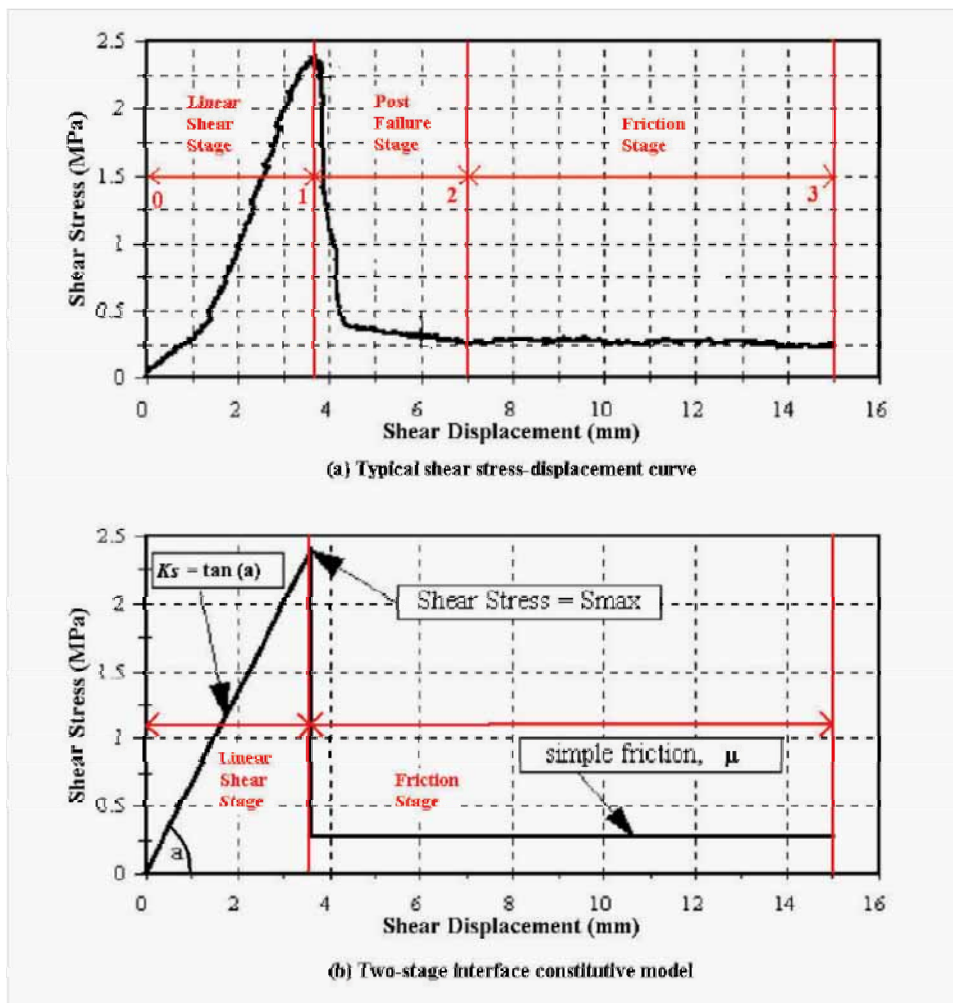 2.5
2
1.5
1
0.5
0
Shear Stress (MPa)
Linear
Shear
Stage
Post
Failure
Stage
Friction
Stage
0
1
2
3
0 2 4 6 8 10 12 14 16
Shear Displacement (mm)
(a) Typical shear stress-displacement curve
2.5
2
1.5
1
0.5
0
Shear Stress (MPa)
Ks = tan (a)
Shear Stress = Smax
simple friction, μ
Linear
Shear
Stage
Friction
Stage
a
0 2 4 6 8 10 12 14 16
Shear Displacement (mm)
(b) Two-stage interface constitutive model